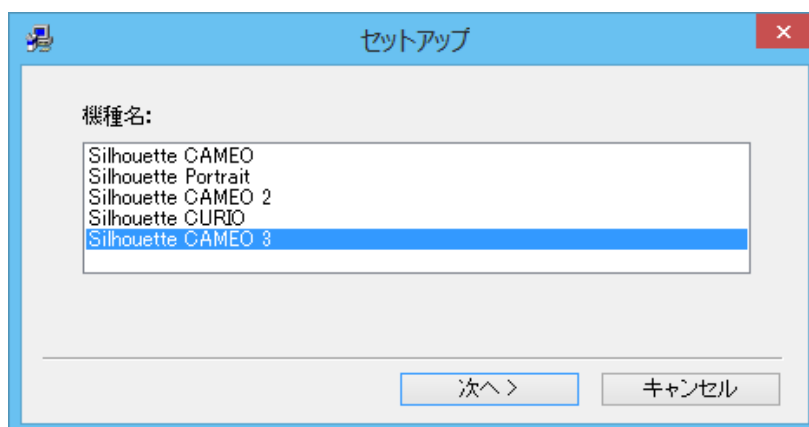 セットアップ
機種名:
Silhouette CAMEO
Silhouette Portrait
Silhouette CAMEO 2
Silhouette CURIO
Silhouette CAMEO 3
次へ >
キャンセル